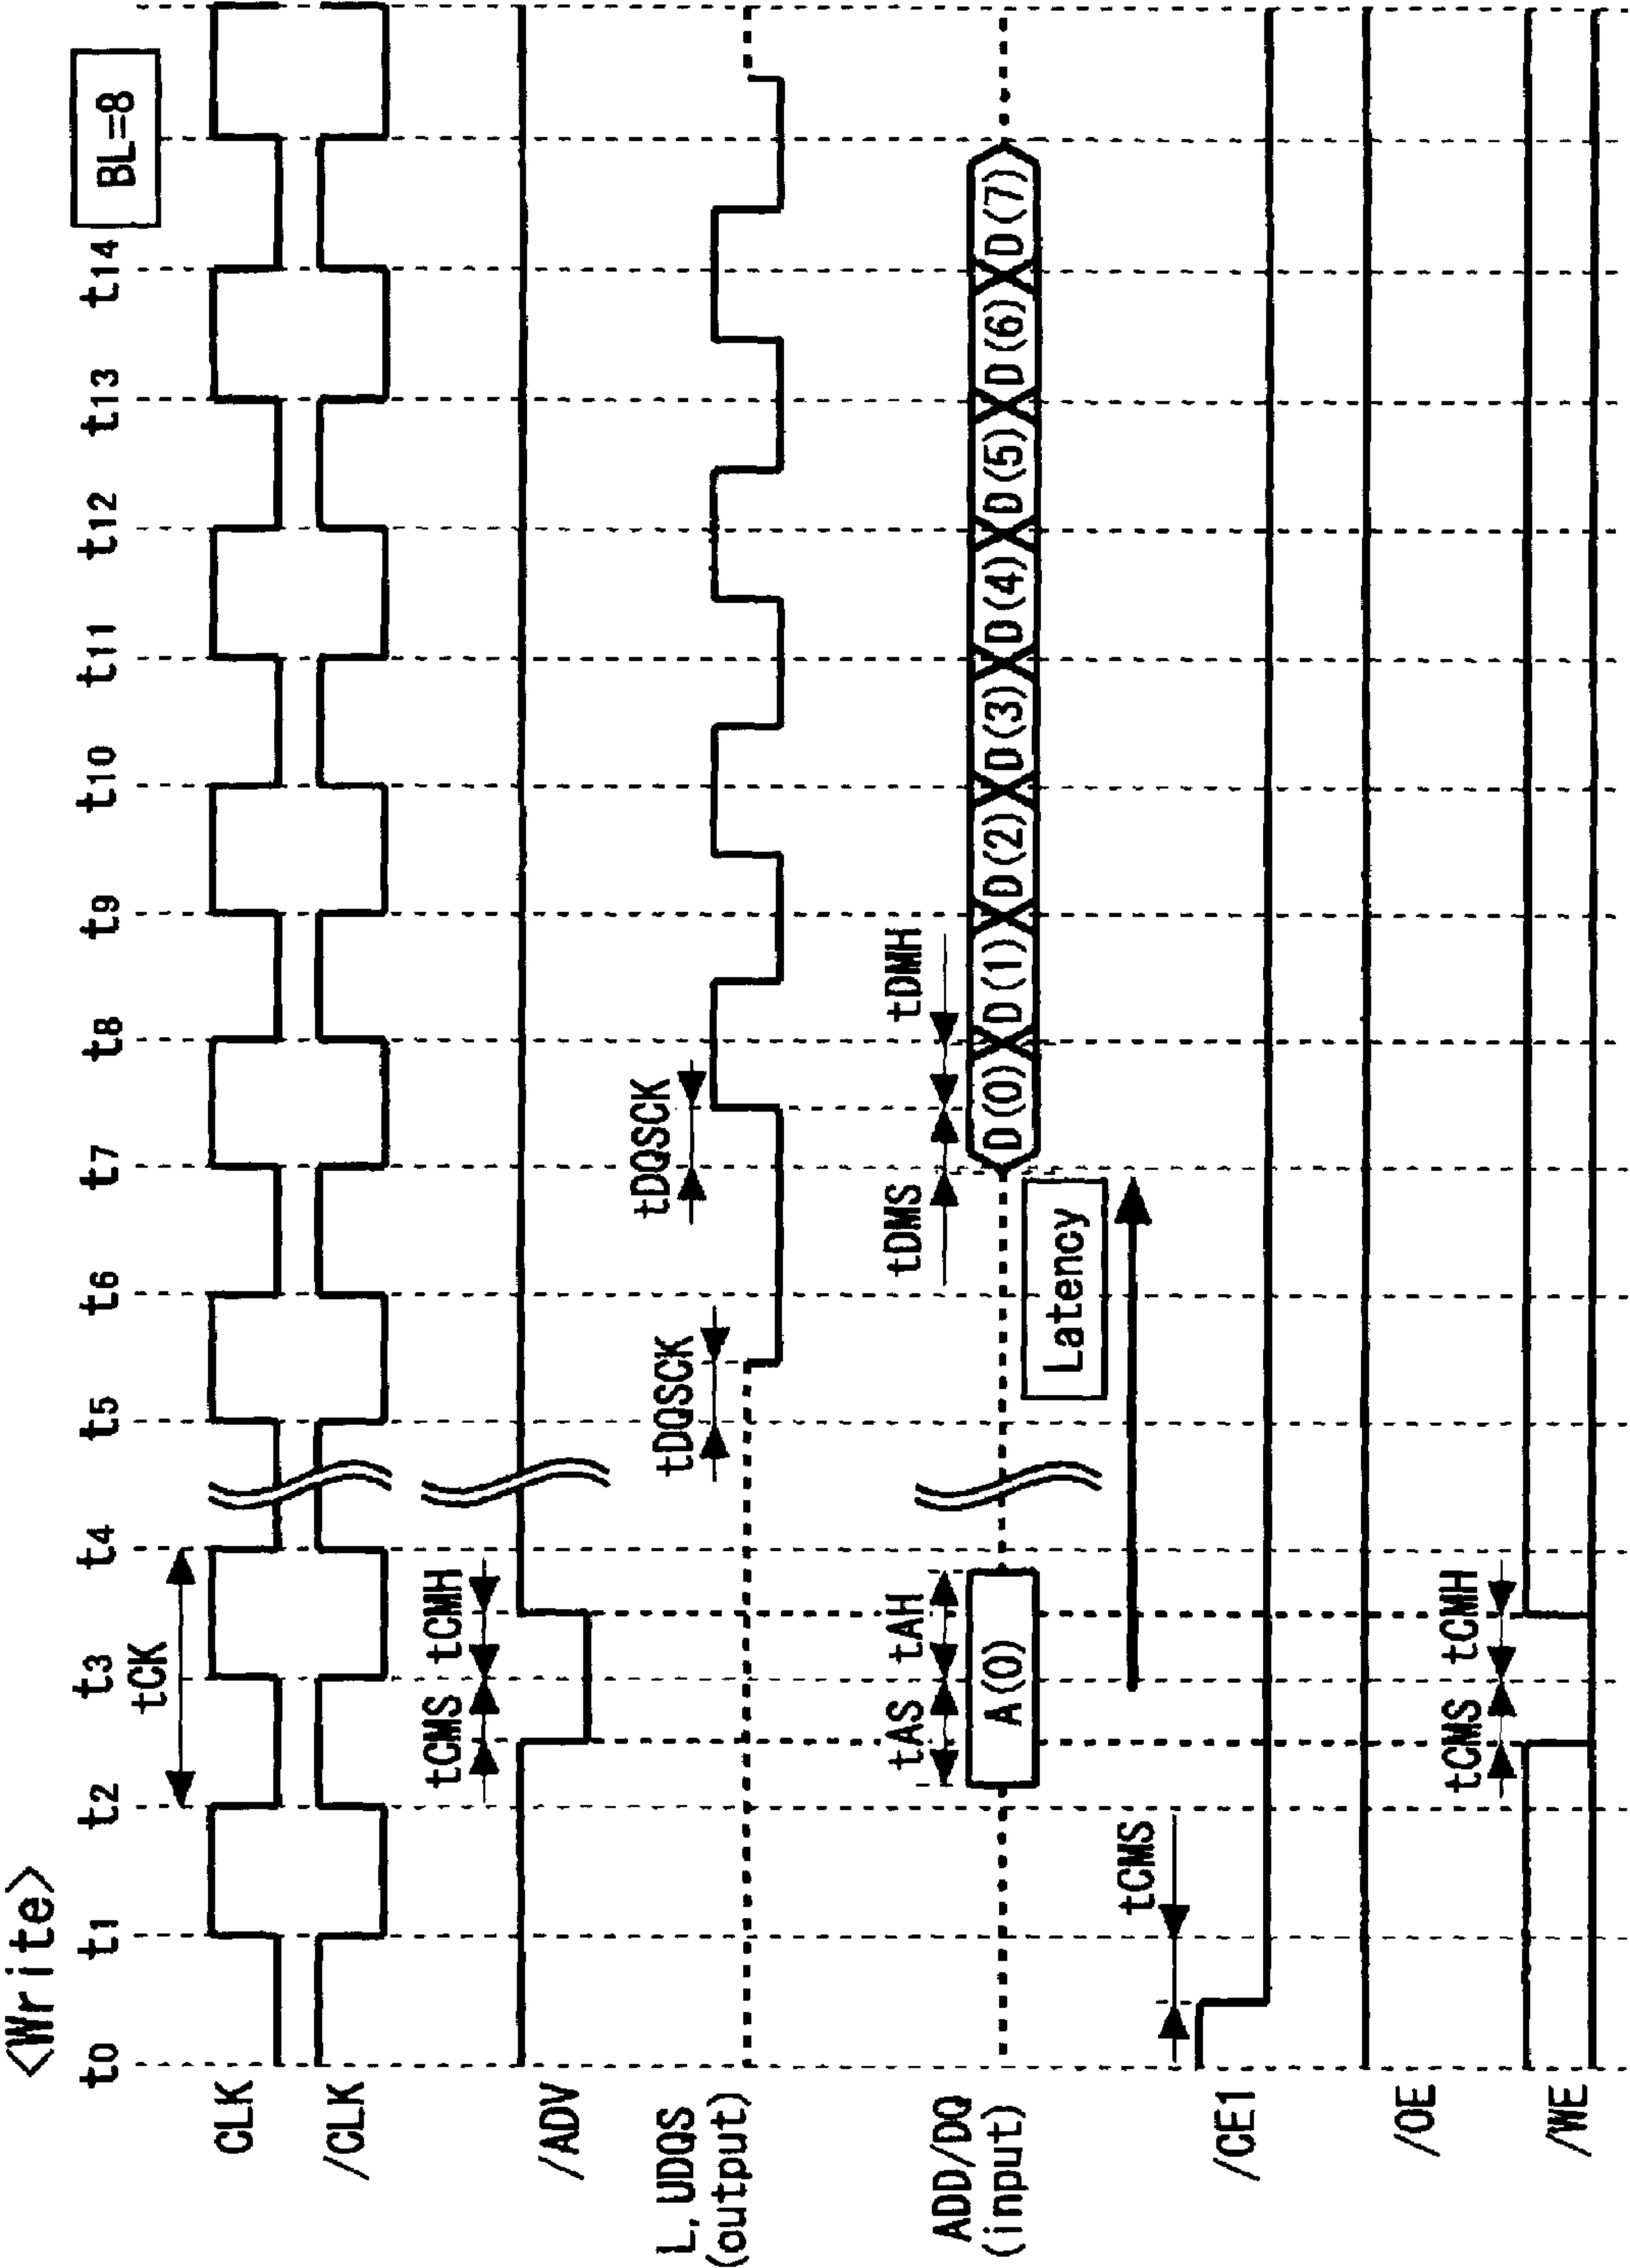 <Write>
BL=8
t0 t1 t2 t3 t4 t5 t6 t7 t8 t9 t10 t11 t12 t13 t14
tCK
CLK
/CLK
tCMS tCMH
/ADV
tDQSCK tDQSCK
L, UDQS
(output)
tAS tAH tDMS tDMH
ADD/DQ
(input)
A(0) D(0) D(1) D(2) D(3) D(4) D(5) D(6) D(7)
Latency
tCMS
/CE1
/OE
tCMS tCMH
/WE